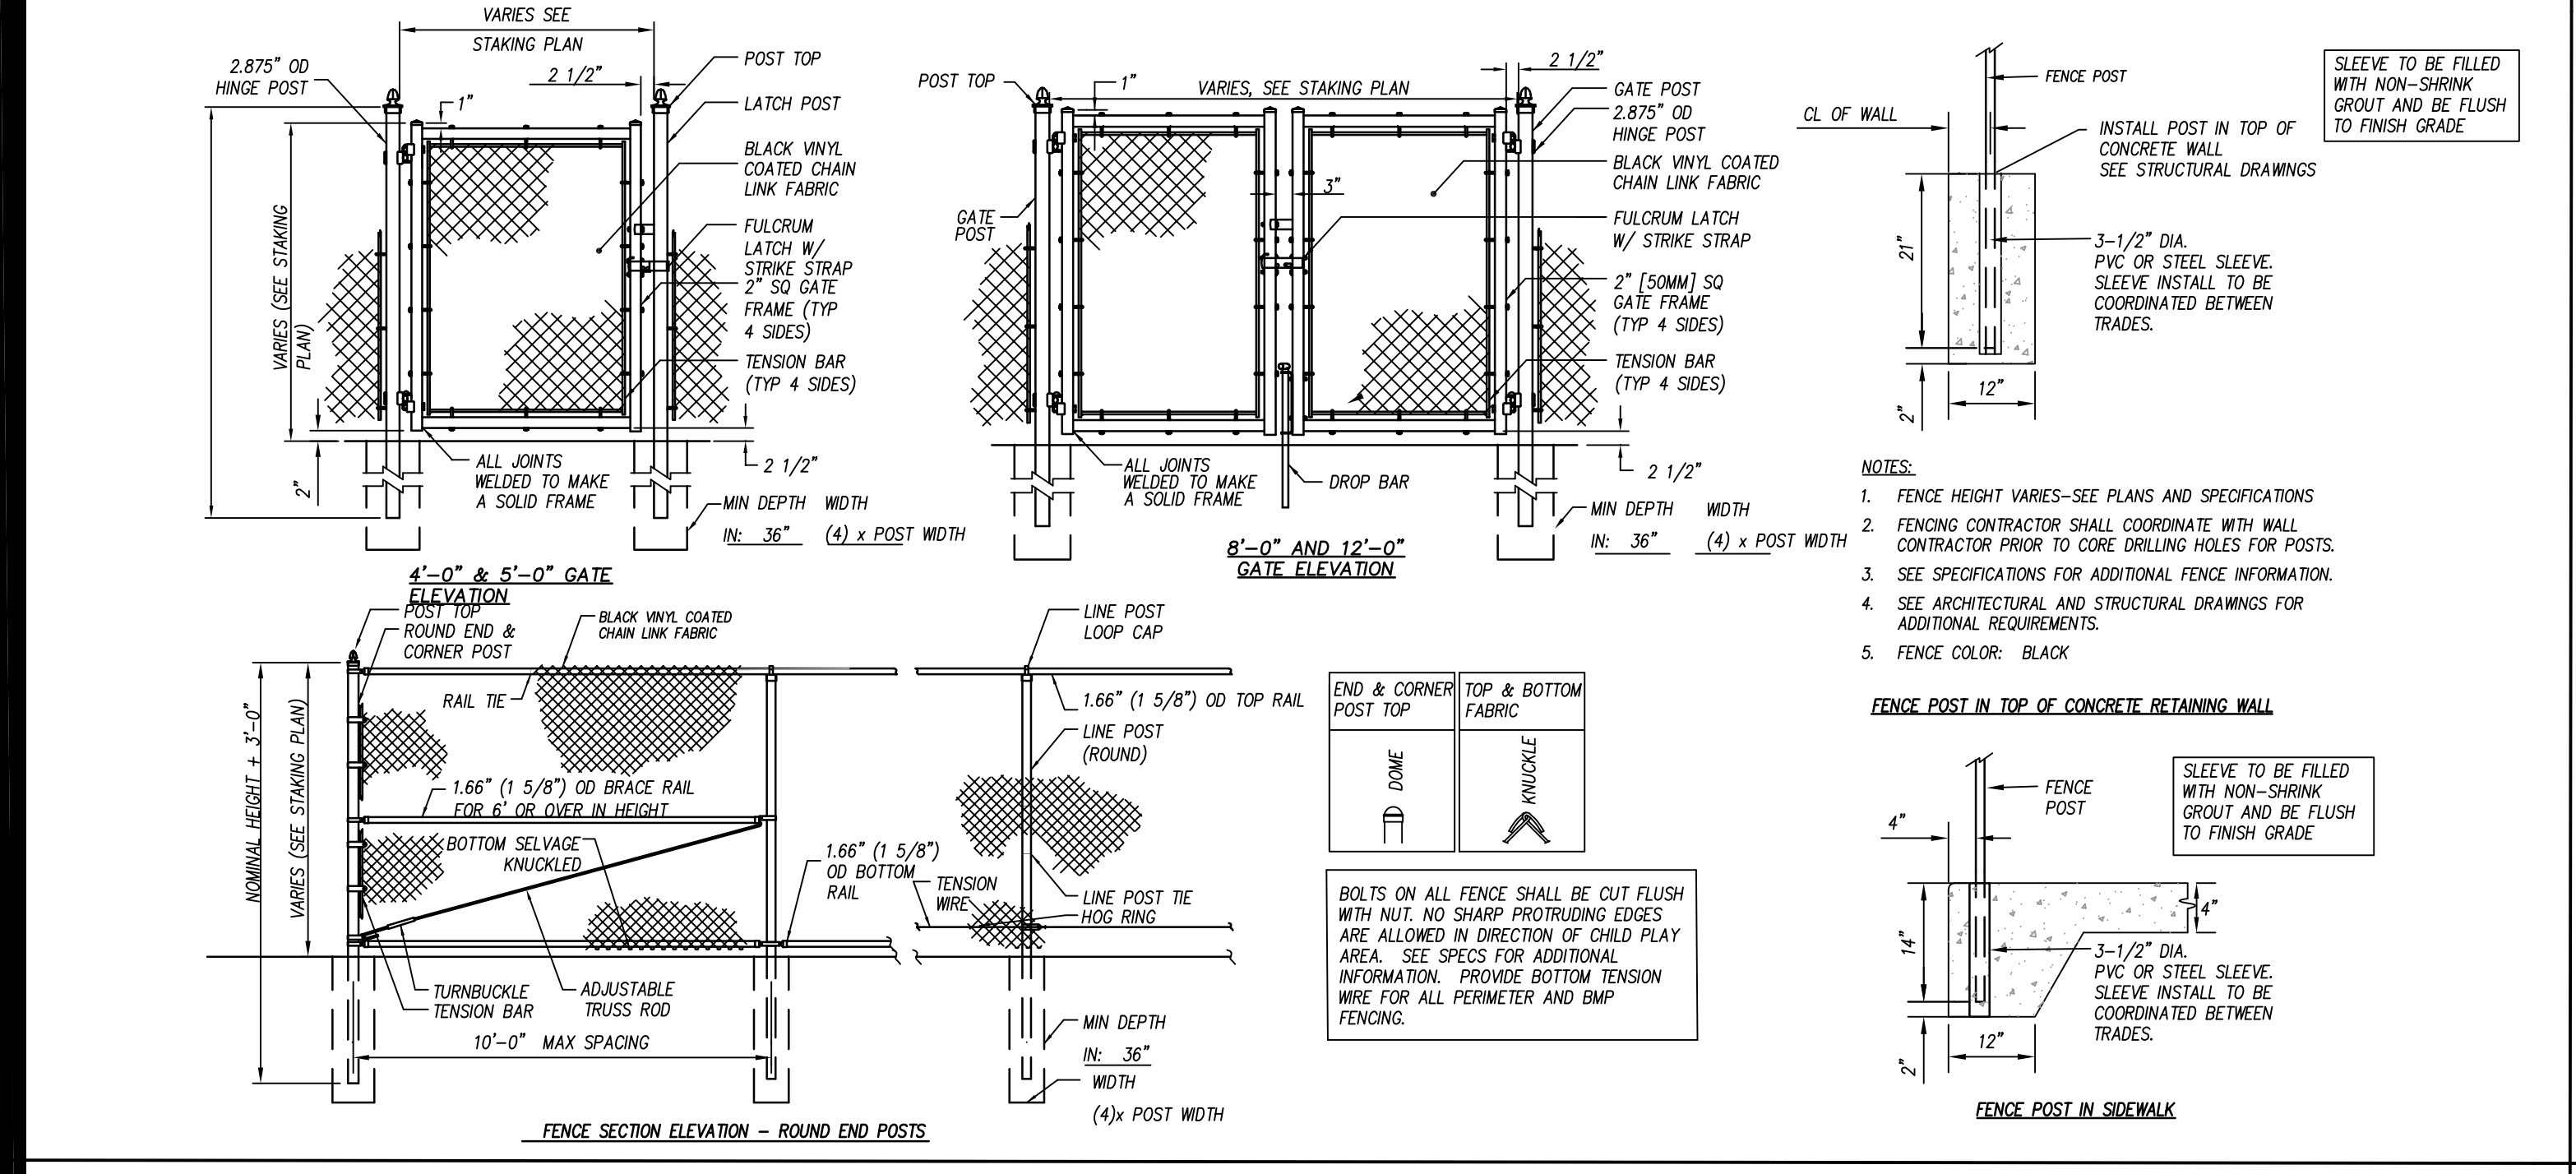 VARIES SEE
STAKING PLAN
2.875" OD
HINGE POST
2 1/2"
1"
POST TOP
LATCH POST
BLACK VINYL
COATED CHAIN
LINK FABRIC
FULCRUM
LATCH W/
STRIKE STRAP
2" SQ GATE
FRAME (TYP
4 SIDES)
TENSION BAR
(TYP 4 SIDES)
VARIES (SEE STAKING
PLAN)
2"
ALL JOINTS
WELDED TO MAKE
A SOLID FRAME
2 1/2"
MIN DEPTH WIDTH
IN: 36" (4) x POST WIDTH
4'-0" & 5'-0" GATE
ELEVATION
POST TOP
1"
VARIES, SEE STAKING PLAN
2 1/2"
GATE POST
2.875" OD
HINGE POST
BLACK VINYL COATED
CHAIN LINK FABRIC
3"
GATE
POST
FULCRUM LATCH
W/ STRIKE STRAP
2" [50MM] SQ
GATE FRAME
(TYP 4 SIDES)
TENSION BAR
(TYP 4 SIDES)
ALL JOINTS
WELDED TO MAKE
A SOLID FRAME
DROP BAR
2 1/2"
MIN DEPTH WIDTH
IN: 36" (4) x POST WIDTH
8'-0" AND 12'-0"
GATE ELEVATION
FENCE POST
SLEEVE TO BE FILLED
WITH NON-SHRINK
GROUT AND BE FLUSH
TO FINISH GRADE
CL OF WALL
INSTALL POST IN TOP OF
CONCRETE WALL
SEE STRUCTURAL DRAWINGS
21"
3-1/2" DIA.
PVC OR STEEL SLEEVE.
SLEEVE INSTALL TO BE
COORDINATED BETWEEN
TRADES.
12"
2"
NOTES:
1. FENCE HEIGHT VARIES-SEE PLANS AND SPECIFICATIONS
2. FENCING CONTRACTOR SHALL COORDINATE WITH WALL
CONTRACTOR PRIOR TO CORE DRILLING HOLES FOR POSTS.
3. SEE SPECIFICATIONS FOR ADDITIONAL FENCE INFORMATION.
4. SEE ARCHITECTURAL AND STRUCTURAL DRAWINGS FOR
ADDITIONAL REQUIREMENTS.
5. FENCE COLOR: BLACK
FENCE POST IN TOP OF CONCRETE RETAINING WALL
POST TOP
ROUND END &
CORNER POST
BLACK VINYL COATED
CHAIN LINK FABRIC
RAIL TIE
NOMINAL HEIGHT + 3'-0"
VARIES (SEE STAKING PLAN)
1.66" (1 5/8") OD BRACE RAIL
FOR 6' OR OVER IN HEIGHT
BOTTOM SELVAGE
KNUCKLED
1.66" (1 5/8")
OD BOTTOM
RAIL
TURNBUCKLE
TENSION BAR
ADJUSTABLE
TRUSS ROD
10'-0" MAX SPACING
LINE POST
LOOP CAP
1.66" (1 5/8") OD TOP RAIL
LINE POST
(ROUND)
TENSION
WIRE
LINE POST TIE
HOG RING
MIN DEPTH
IN: 36"
WIDTH
(4)x POST WIDTH
FENCE SECTION ELEVATION - ROUND END POSTS
END & CORNER
POST TOP
DOME
TOP & BOTTOM
FABRIC
KNUCKLE
BOLTS ON ALL FENCE SHALL BE CUT FLUSH
WITH NUT. NO SHARP PROTRUDING EDGES
ARE ALLOWED IN DIRECTION OF CHILD PLAY
AREA. SEE SPECS FOR ADDITIONAL
INFORMATION. PROVIDE BOTTOM TENSION
WIRE FOR ALL PERIMETER AND BMP
FENCING.
FENCE
POST
SLEEVE TO BE FILLED
WITH NON-SHRINK
GROUT AND BE FLUSH
TO FINISH GRADE
4"
4"
14"
3-1/2" DIA.
PVC OR STEEL SLEEVE.
SLEEVE INSTALL TO BE
COORDINATED BETWEEN
TRADES.
12"
2"
FENCE POST IN SIDEWALK